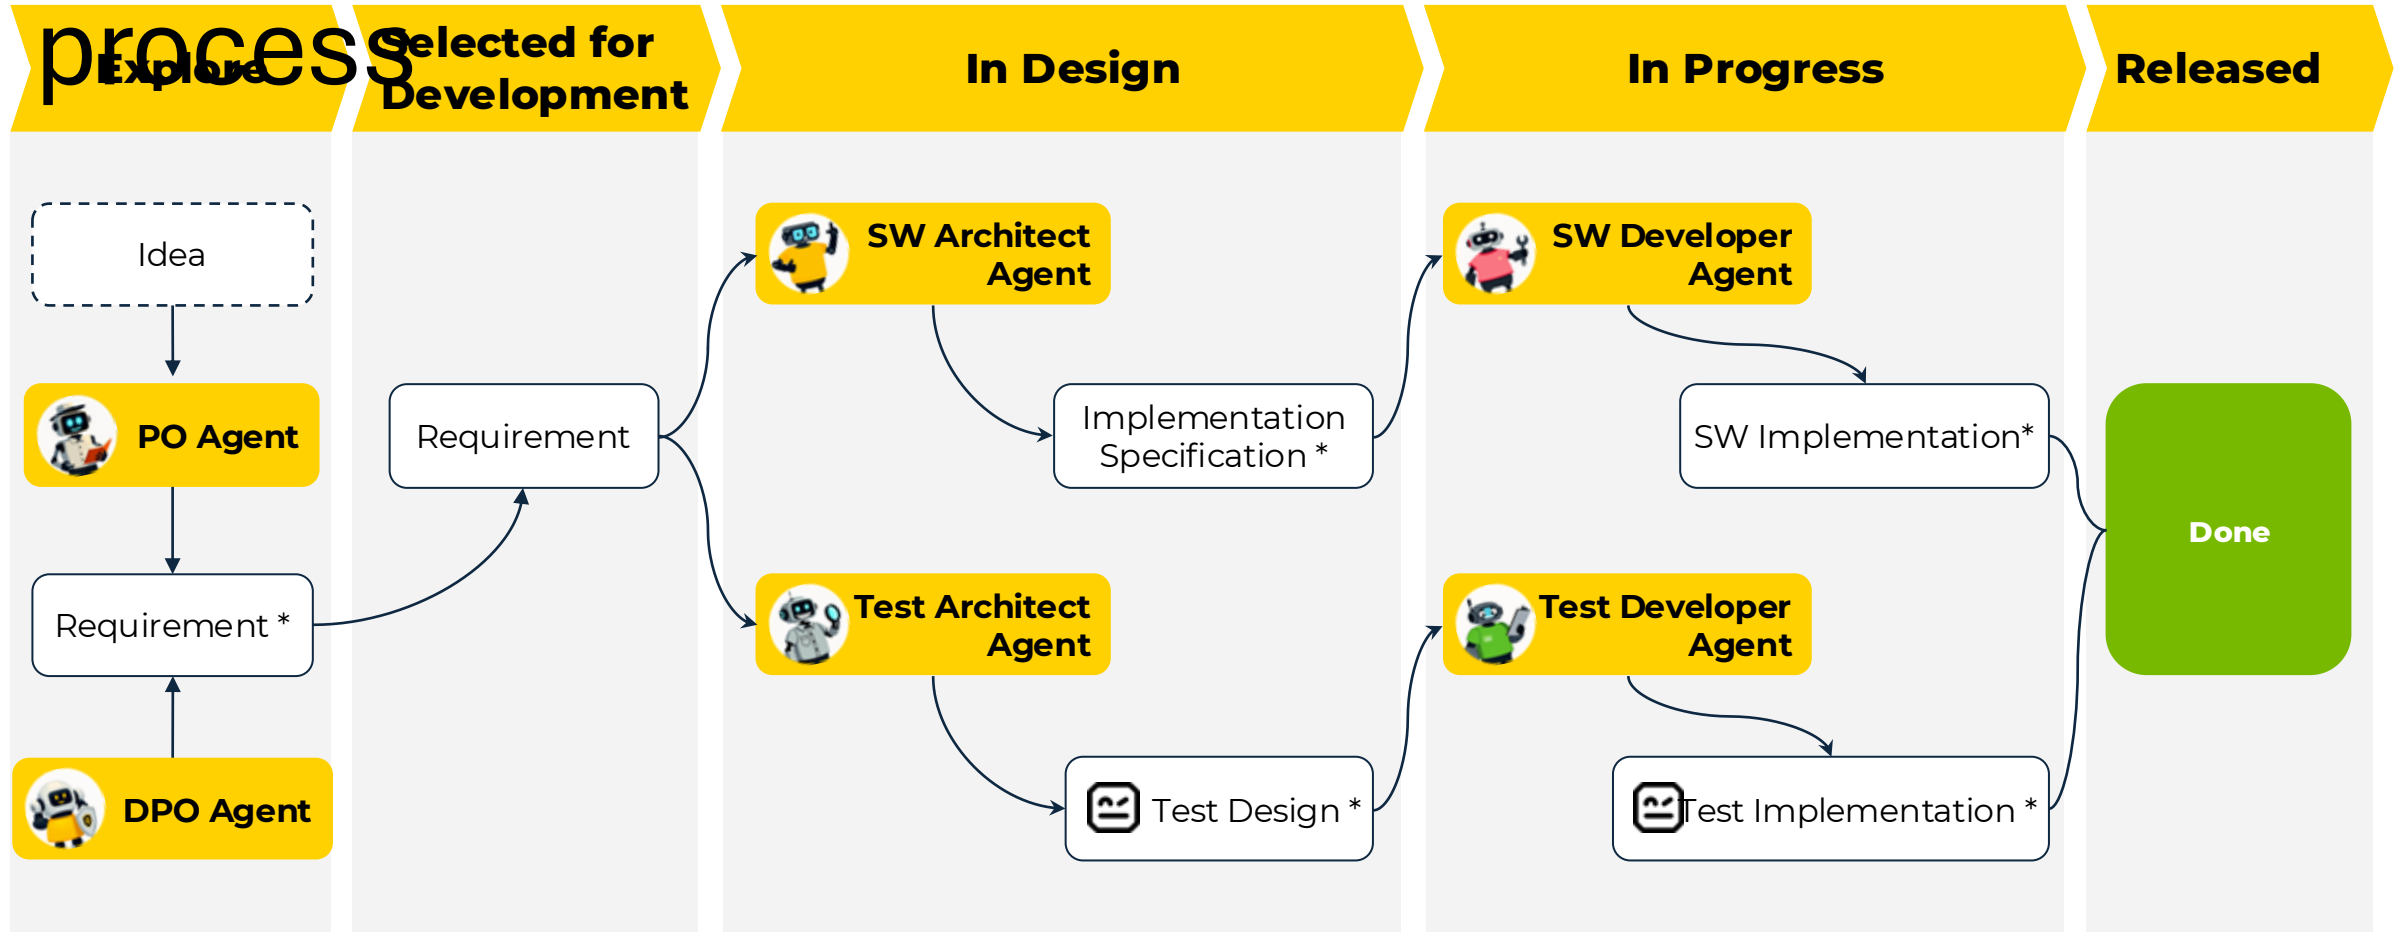 process
Explore
Selected for
Development
In Design
In Progress
Released
Idea
PO Agent
Requirement *
DPO Agent
Requirement
SW Architect
Agent
Implementation
Specification *
Test Architect
Agent
Test Design *
SW Developer
Agent
SW Implementation*
Test Developer
Agent
Test Implementation *
Done